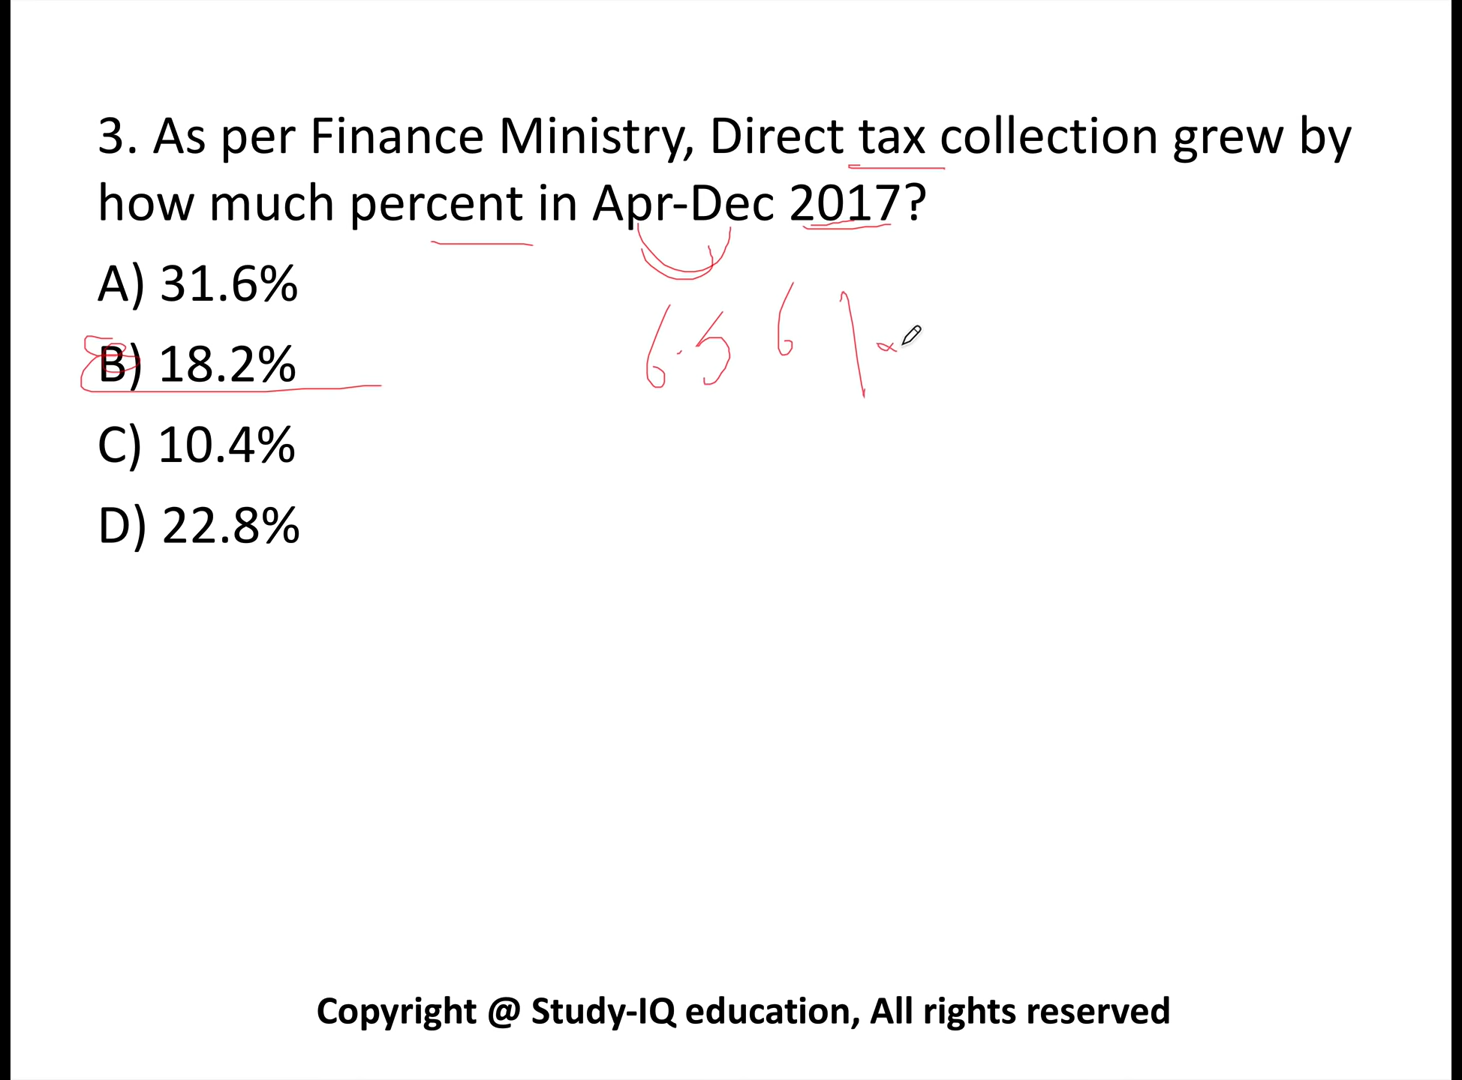 3. As per Finance Ministry, Direct tax collection grew by
how much percent in Apr-Dec 2017?
A) 31.6%
6.5 6
B) 18.2%
C) 10.4%
D) 22.8%
Copyright @ Study-IQ education, All rights reserved